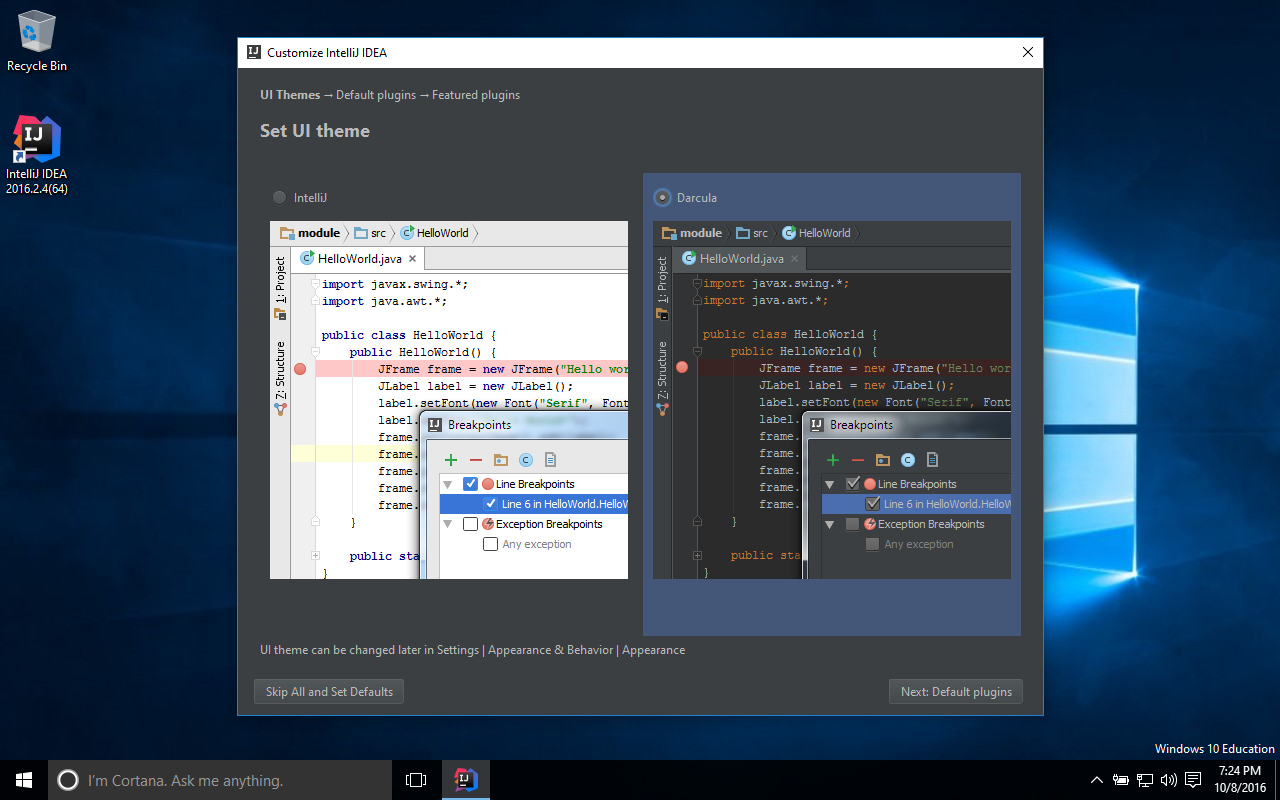 Recycle Bin
IntelliJ IDEA
2016.2.4(64)
Customize IntelliJ IDEA
UI Themes → Default plugins → Featured plugins
Set UI theme
IntelliJ
module src HelloWorld
HelloWorld.java
1: Project
7: Structure
import javax.swing.*;
import java.awt.*;
public class HelloWorld {
public HelloWorld() {
JFrame frame = new JFrame("Hello wor
JLabel label = new JLabel();
label.setFont(new Font("Serif", Font
label.
frame.
frame.
frame.
frame.
frame.
}
public sta
}
Breakpoints
Line Breakpoints
Line 6 in HelloWorld.HelloW
Exception Breakpoints
Any exception
Darcula
module src HelloWorld
HelloWorld.java
1: Project
7: Structure
import javax.swing.*;
import java.awt.*;
public class HelloWorld {
public HelloWorld() {
JFrame frame = new JFrame("Hello wor
JLabel label = new JLabel();
label.setFont(new Font("Serif", Font
label.
frame.
frame.
frame.
frame.
frame.
}
public sta
}
Breakpoints
Line Breakpoints
Line 6 in HelloWorld.HelloW
Exception Breakpoints
Any exception
UI theme can be changed later in Settings | Appearance & Behavior | Appearance
Skip All and Set Defaults
Next: Default plugins
Windows 10 Education
I'm Cortana. Ask me anything.
7:24 PM
10/8/2016